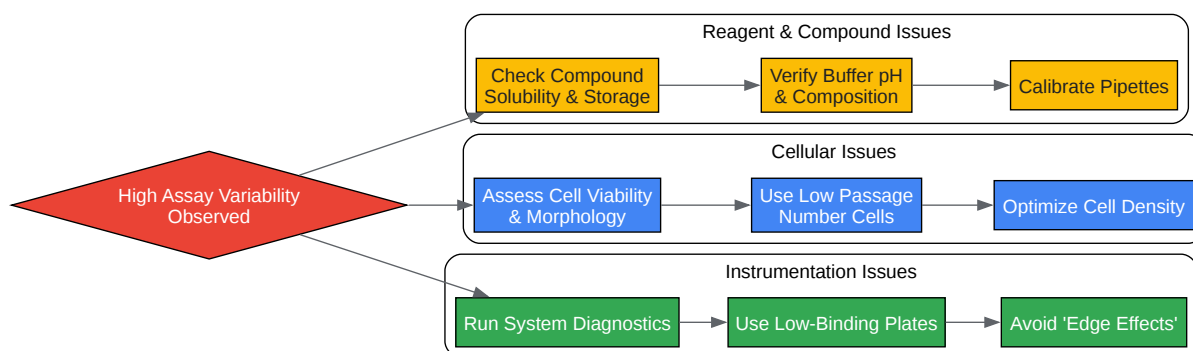 Reagent & Compound Issues
Check Compound
Solubility & Storage
Verify Buffer pH
& Composition
Calibrate Pipettes
High Assay Variability
Observed
Cellular Issues
Assess Cell Viability
& Morphology
Use Low Passage
Number Cells
Optimize Cell Density
Instrumentation Issues
Run System Diagnostics
Use Low-Binding Plates
Avoid 'Edge Effects'